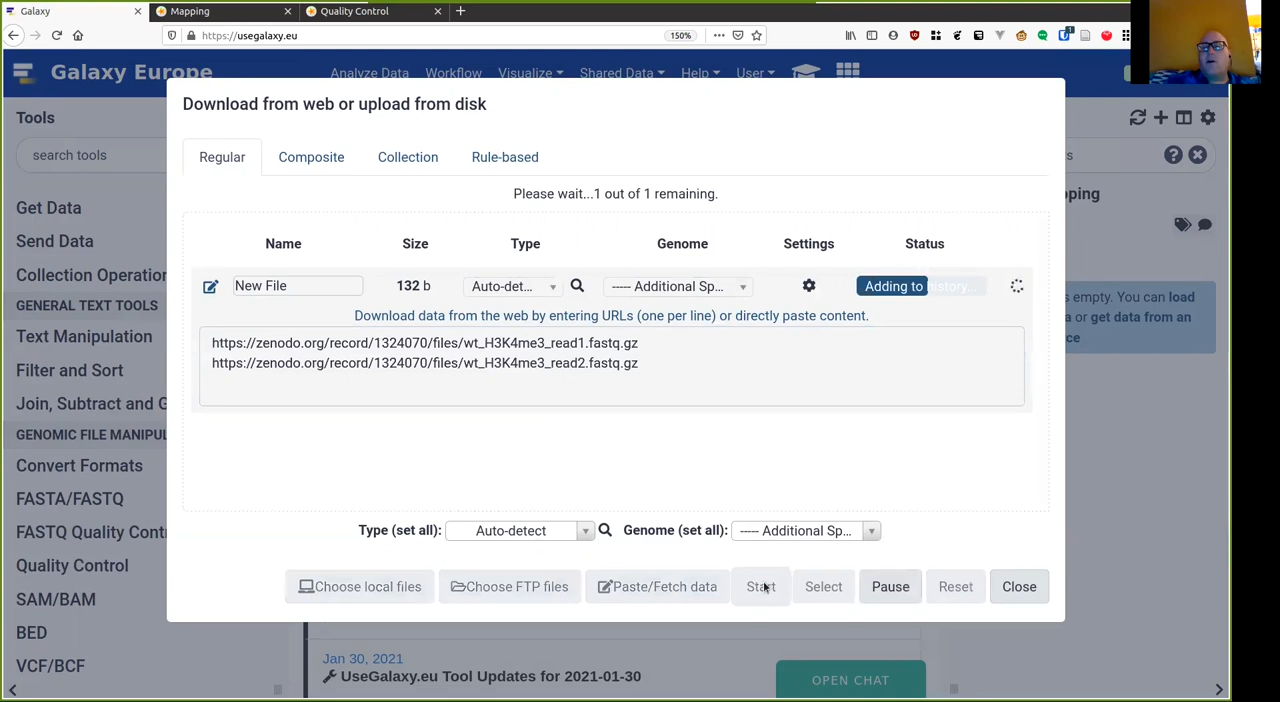 Galaxy
Mapping
Quality Control
https://usegalaxy.eu
150%
Galaxy Europe
Analyze Data
Workflow
Visualize
Shared Data
Help
User
Download from web or upload from disk
Tools
search tools
s
Regular
Composite
Collection
Rule-based
Please wait...1 out of 1 remaining.
pping
Get Data
Send Data
Collection Operation
GENERAL TEXT TOOLS
Text Manipulation
Filter and Sort
Join, Subtract and G
GENOMIC FILE MANIPUL
Convert Formats
FASTA/FASTQ
FASTQ Quality Cont
Quality Control
SAM/BAM
BED
VCF/BCF
Name
Size
Type
Genome
Settings
Status
New File
132 b
Auto-det...
----- Additional Sp...
Adding to history...
s empty. You can load
a or get data from an
ce
Download data from the web by entering URLs (one per line) or directly paste content.
https://zenodo.org/record/1324070/files/wt_H3K4me3_read1.fastq.gz
https://zenodo.org/record/1324070/files/wt_H3K4me3_read2.fastq.gz
Type (set all):
Auto-detect
Genome (set all):
----- Additional Sp...
Choose local files
Choose FTP files
Paste/Fetch data
Start
Select
Pause
Reset
Close
Jan 30, 2021
UseGalaxy.eu Tool Updates for 2021-01-30
OPEN CHAT